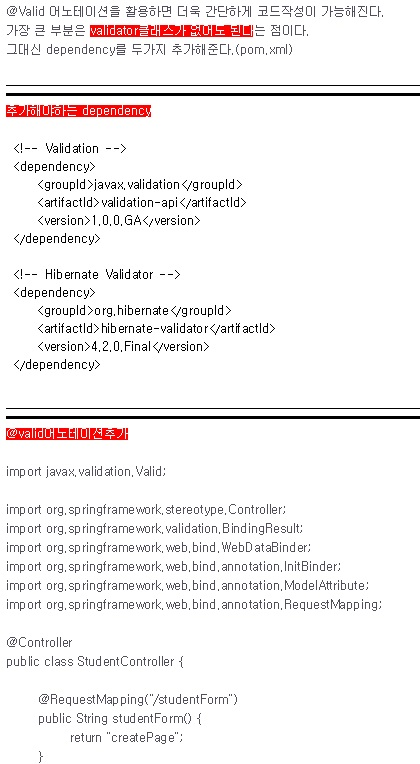 @Valid 어노테이션을 활용하면 더욱 간단하게 코드작성이 가능해진다.
가장 큰 부분은 validator클래스가 없어도 된다는 점이다.
그대신 dependency를 두가지 추가해준다.(pom.xml)
추가해야하는 dependency
<!-- Validation -->
<dependency>
<groupId>javax.validation</groupId>
<artifactId>validation-api</artifactId>
<version>1.0.0.GA</version>
</dependency>
<!-- Hibernate Validator -->
<dependency>
<groupId>org.hibernate</groupId>
<artifactId>hibernate-validator</artifactId>
<version>4.2.0.Final</version>
</dependency>
@valid어노테이션추가
import javax.validation.Valid;
import org.springframework.stereotype.Controller;
import org.springframework.validation.BindingResult;
import org.springframework.web.bind.WebDataBinder;
import org.springframework.web.bind.annotation.InitBinder;
import org.springframework.web.bind.annotation.ModelAttribute;
import org.springframework.web.bind.annotation.RequestMapping;
@Controller
public class StudentController {
@RequestMapping("/studentForm")
public String studentForm() {
return "createPage";
}